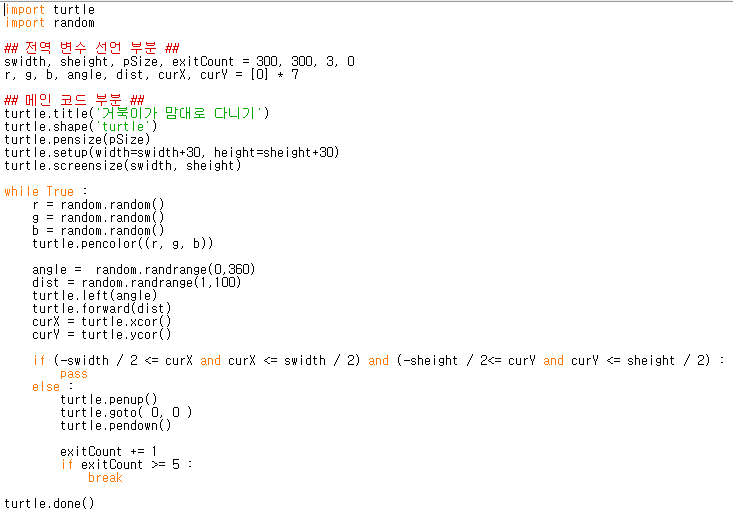 import turtle
import random

## 전역 변수 선언 부분 ##
swidth, sheight, pSize, exitCount = 300, 300, 3, 0
r, g, b, angle, dist, curX, curY = [0] * 7

## 메인 코드 부분 ##
turtle.title('거북이가 맘대로 다니기')
turtle.shape('turtle')
turtle.pensize(pSize)
turtle.setup(width=swidth+30, height=sheight+30)
turtle.screensize(swidth, sheight)

while True :
    r = random.random()
    g = random.random()
    b = random.random()
    turtle.pencolor((r, g, b))

    angle =  random.randrange(0,360)
    dist = random.randrange(1,100)
    turtle.left(angle)
    turtle.forward(dist)
    curX = turtle.xcor()
    curY = turtle.ycor()

    if (-swidth / 2 <= curX and curX <= swidth / 2) and (-sheight / 2<= curY and curY <= sheight / 2) :
        pass
    else :
        turtle.penup()
        turtle.goto( 0, 0 )
        turtle.pendown()

        exitCount += 1
        if exitCount >= 5 :
            break

turtle.done()